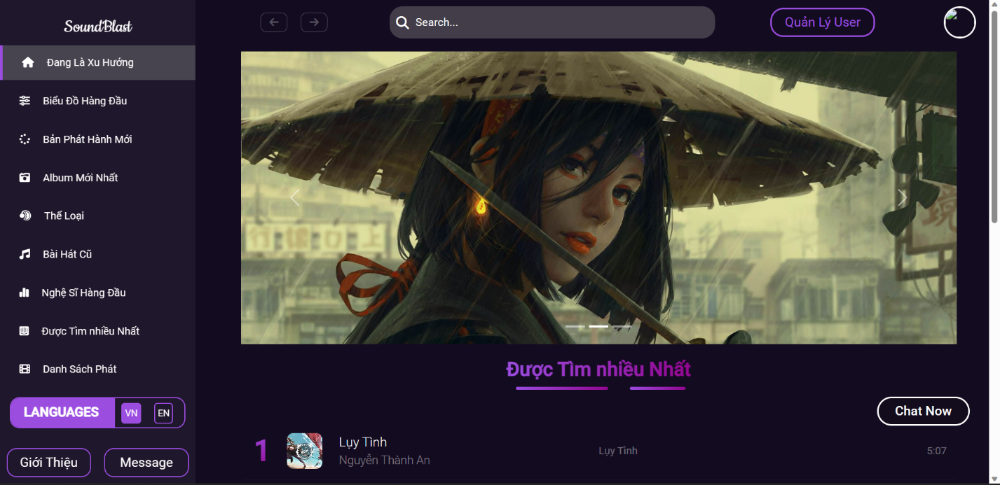 SoundBlast
Search...
Quản Lý User
Đang Là Xu Hướng
Biểu Đồ Hàng Đầu
Bản Phát Hành Mới
Album Mới Nhất
Thể Loại
Bài Hát Cũ
Nghệ Sĩ Hàng Đầu
Được Tìm nhiều Nhất
Danh Sách Phát
LANGUAGES VN EN
Giới Thiệu Message
Được Tìm nhiều Nhất
Chat Now
1 Lụy Tình Lụy Tình 5:07
Nguyễn Thành An